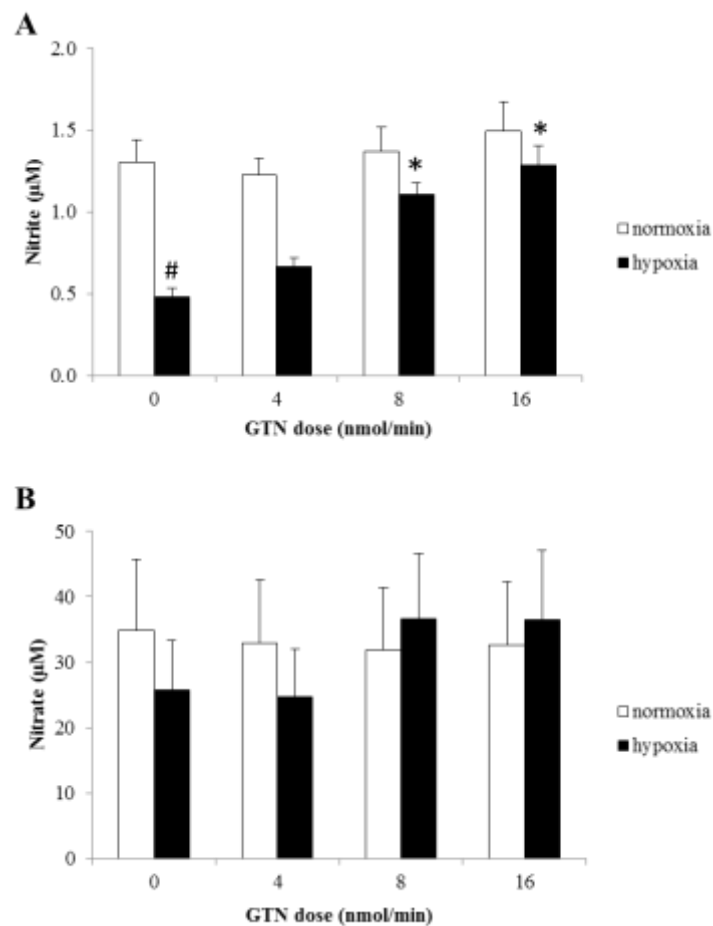 A
2.0
1.5
1.0
0.5
0.0
Nitrite (µM)
#
*
*
0 4 8 16
GTN dose (nmol/min)
normoxia
hypoxia
B
50
40
30
20
10
0
Nitrate (µM)
0 4 8 16
GTN dose (nmol/min)
normoxia
hypoxia